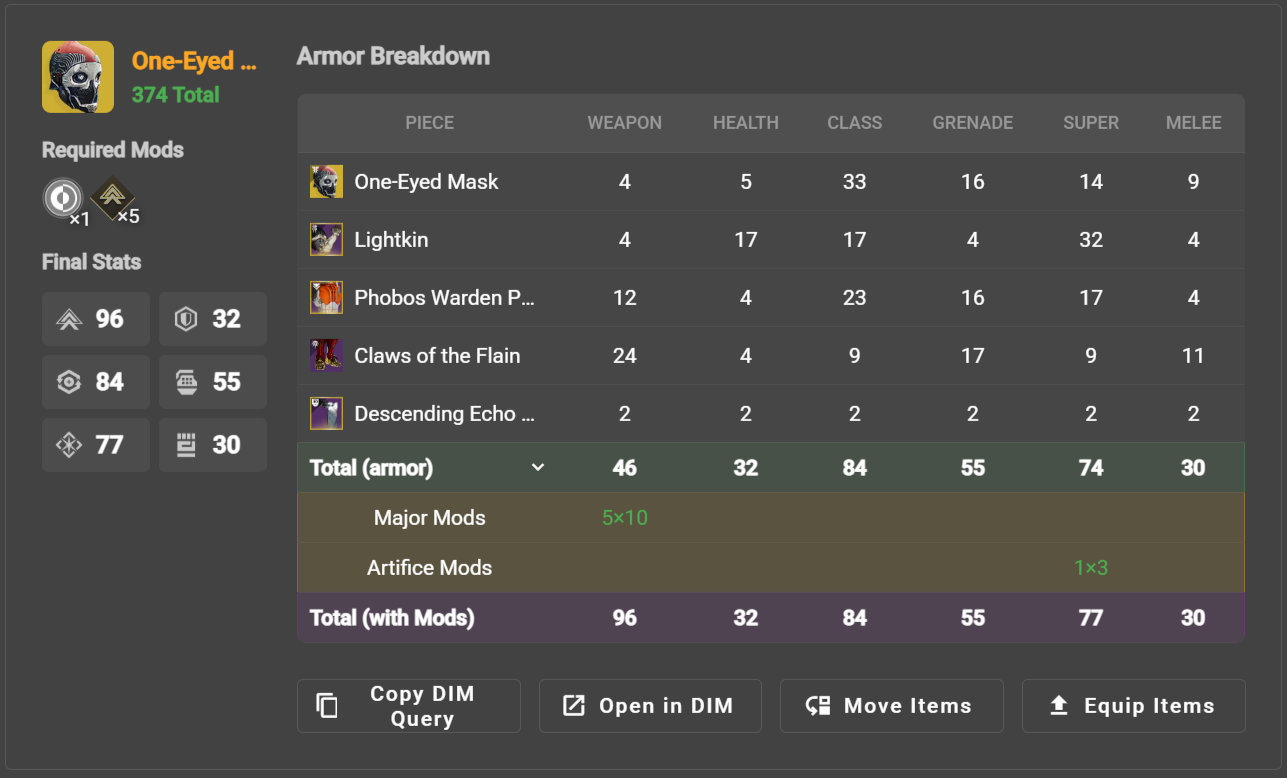 One-Eyed ...
374 Total
Required Mods
×1 ×5
Final Stats
96 32
84 55
77 30
Armor Breakdown
PIECE WEAPON HEALTH CLASS GRENADE SUPER MELEE
One-Eyed Mask 4 5 33 16 14 9
Lightkin 4 17 17 4 32 4
Phobos Warden P... 12 4 23 16 17 4
Claws of the Flain 24 4 9 17 9 11
Descending Echo ... 2 2 2 2 2 2
Total (armor) 46 32 84 55 74 30
Major Mods 5×10
Artifice Mods 1×3
Total (with Mods) 96 32 84 55 77 30
Copy DIM
Query
Open in DIM
Move Items
Equip Items